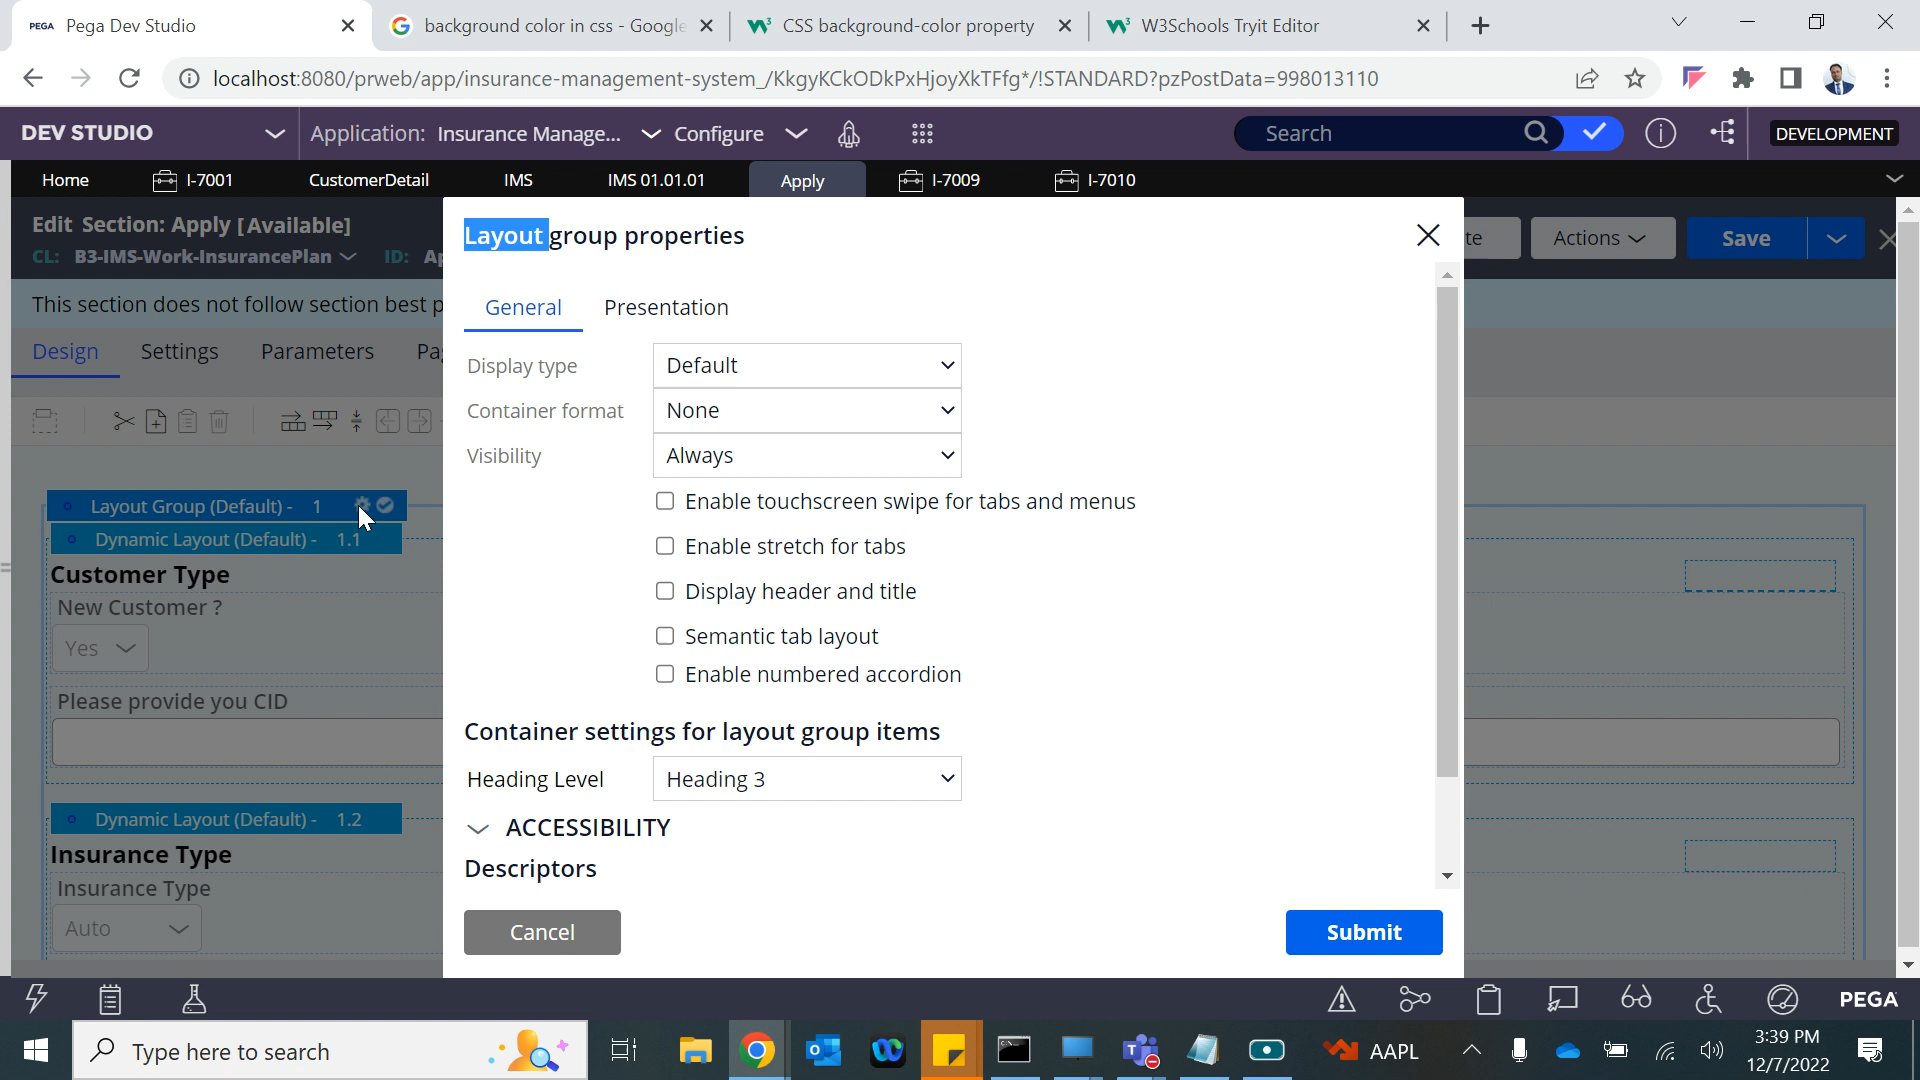 PEGA Pega Dev Studio
background color in css - Google
CSS background-color property
W3Schools Tryit Editor
localhost:8080/prweb/app/insurance-management-system_/KkgyKCkODkPxHjoyXkTFfg*/!STANDARD?pzPostData=998013110
DEV STUDIO Application: Insurance Manage... Configure Search DEVELOPMENT
Home I-7001 CustomerDetail IMS IMS 01.01.01 Apply I-7009 I-7010
Edit Section: Apply [Available]
CL: B3-IMS-Work-InsurancePlan ID: Ap
te Actions Save
This section does not follow section best p
Design Settings Parameters Pa
Layout group properties
General Presentation
Display type Default
Container format None
Visibility Always
Enable touchscreen swipe for tabs and menus
Enable stretch for tabs
Display header and title
Semantic tab layout
Enable numbered accordion
Container settings for layout group items
Heading Level Heading 3
ACCESSIBILITY
Descriptors
Cancel Submit
Layout Group (Default) - 1
Dynamic Layout (Default) - 1.1
Customer Type
New Customer ?
Yes
Please provide you CID
Dynamic Layout (Default) - 1.2
Insurance Type
Insurance Type
Auto
PEGA
Type here to search
AAPL
3:39 PM
12/7/2022